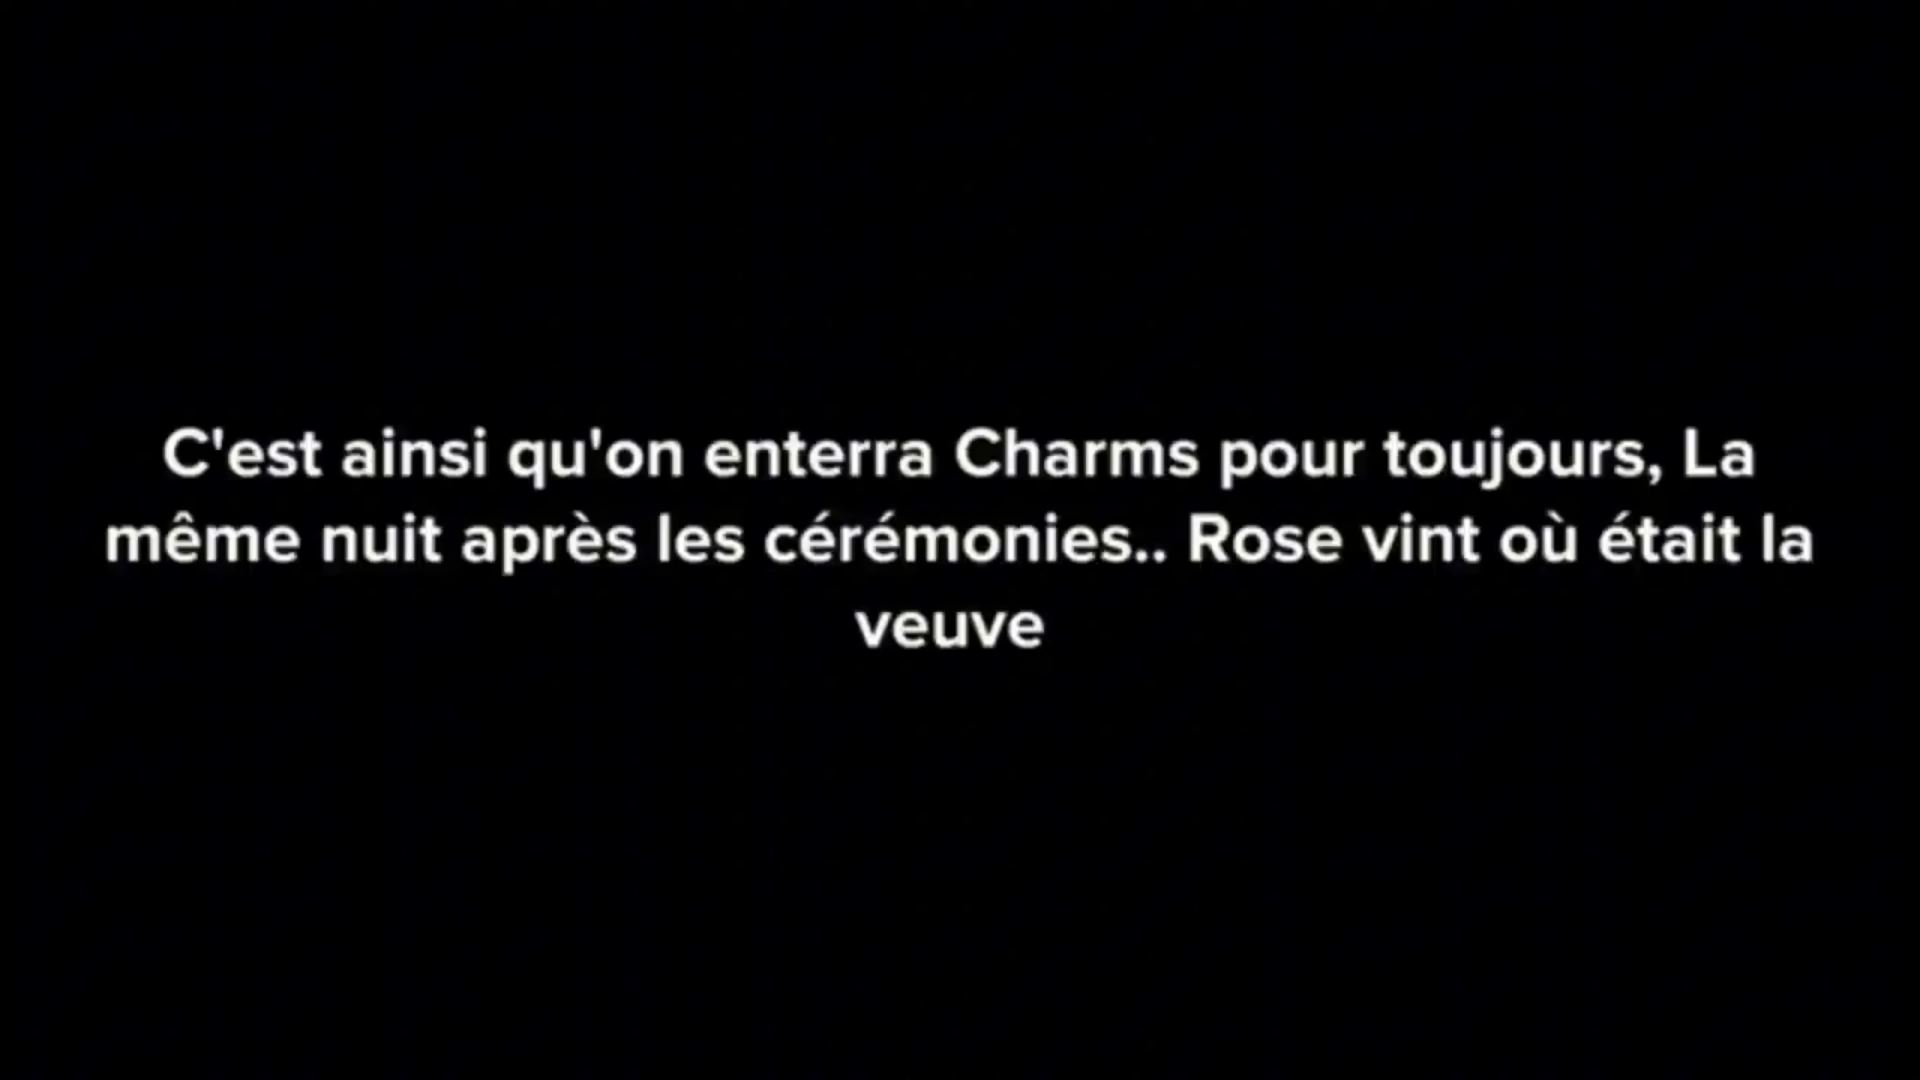 C'est ainsi qu'on enterra Charms pour toujours, La
même nuit après les cérémonies.. Rose vint où était la
veuve